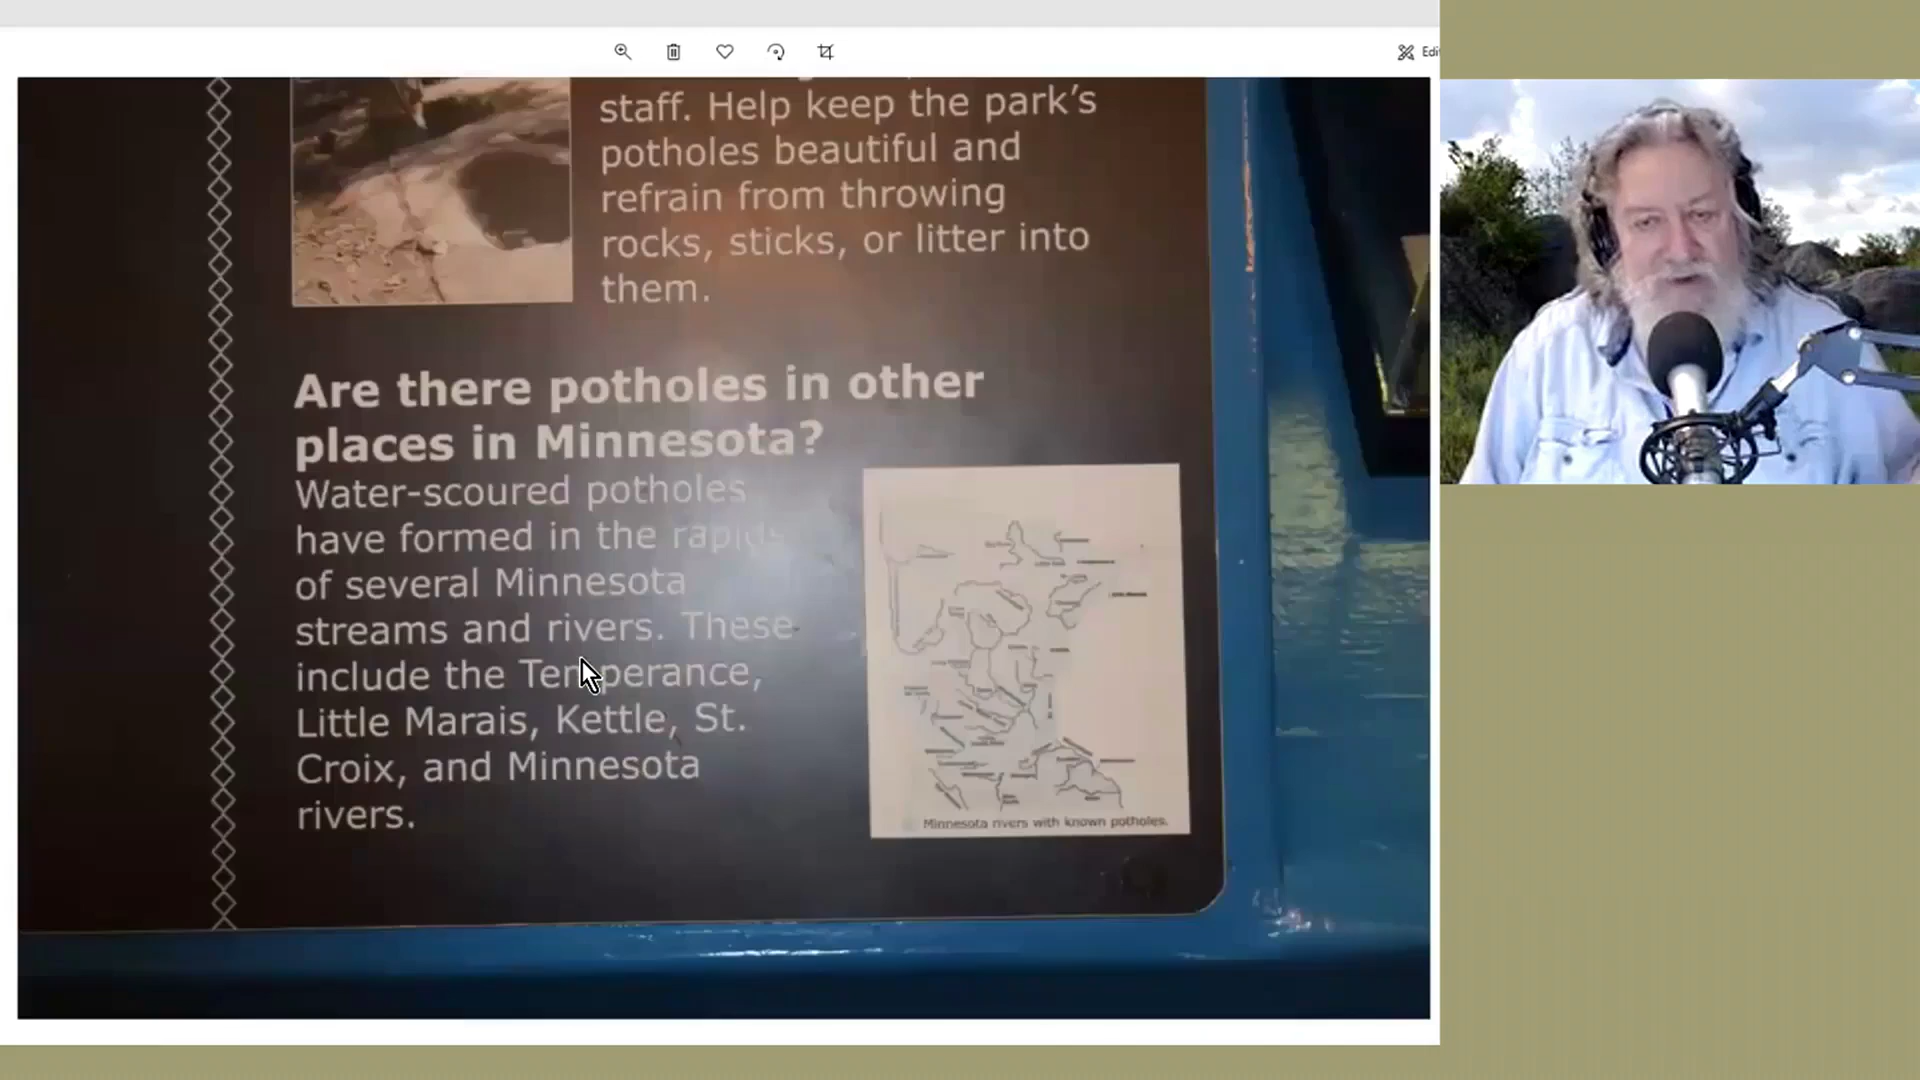 Edi
staff. Help keep the park's
potholes beautiful and
refrain from throwing
rocks, sticks, or litter into
them.
Are there potholes in other
places in Minnesota?
Water-scoured potholes
have formed in the rapids
of several Minnesota
streams and rivers. These
include the Temperance,
Little Marais, Kettle, St.
Croix, and Minnesota
rivers.
Minnesota rivers with known potholes.